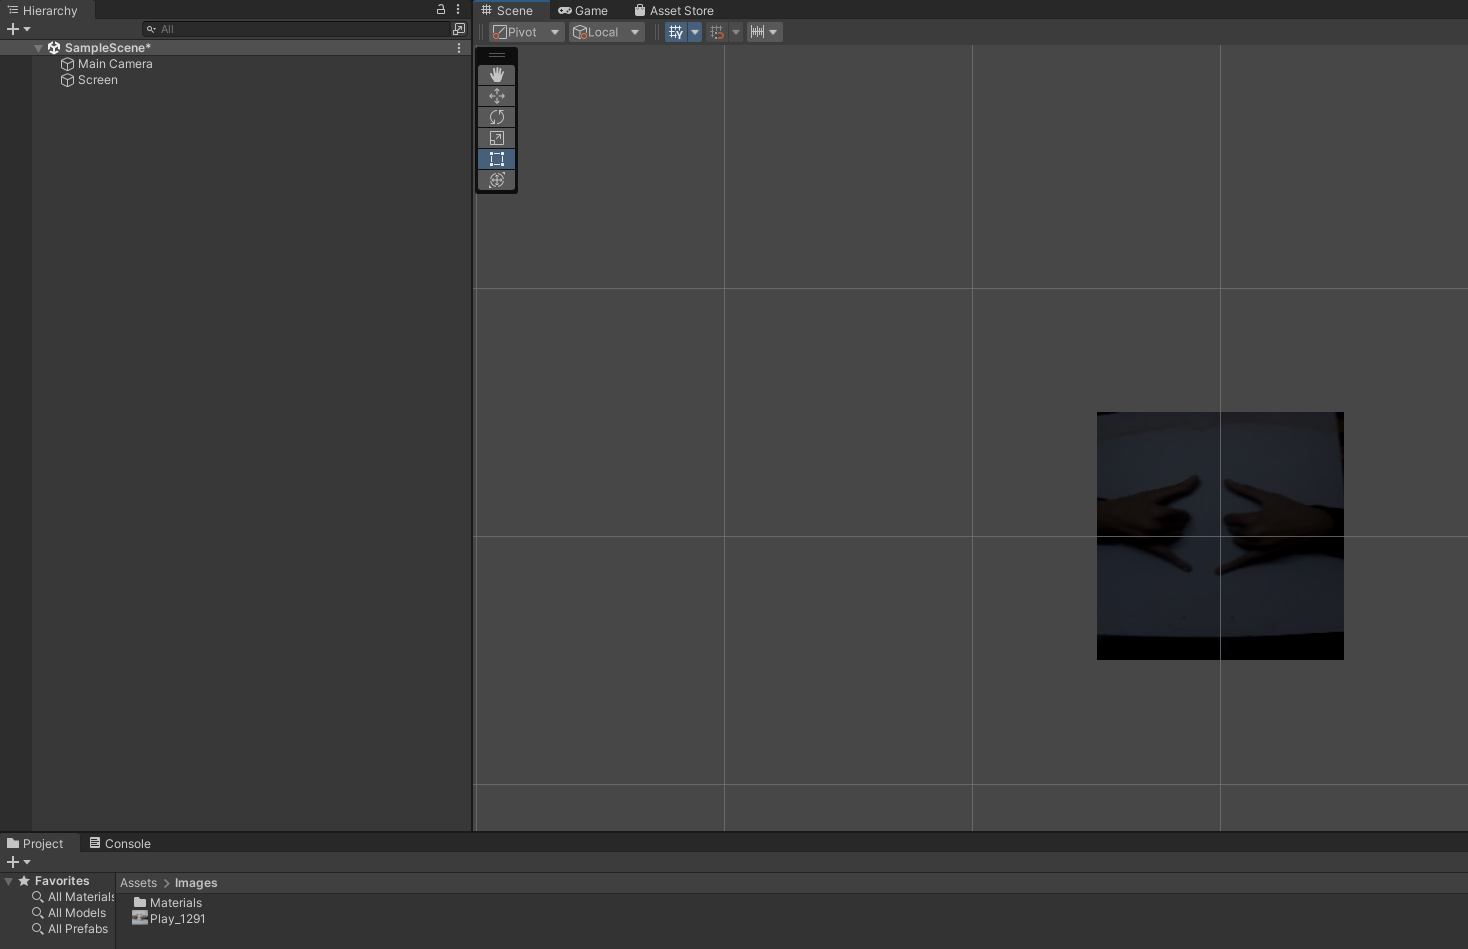 Hierarchy
All
SampleScene*
Main Camera
Screen
Scene
Game
Asset Store
Pivot
Local
Project
Console
Favorites
All Materials
All Models
All Prefabs
Assets > Images
Materials
Play_1291